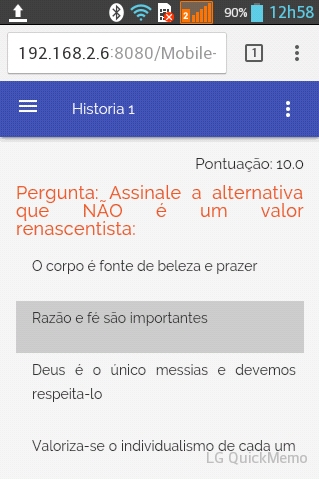 90% 12h58
2
192.168.2.6:8080/Mobile-
1
Historia 1
Pontuação: 10.0
Pergunta: Assinale a alternativa
que NÃO é um valor
renascentista:
O corpo é fonte de beleza e prazer
Razão e fé são importantes
Deus é o único messias e devemos
respeita-lo
Valoriza-se o individualismo de cada um
LG QuickMemo